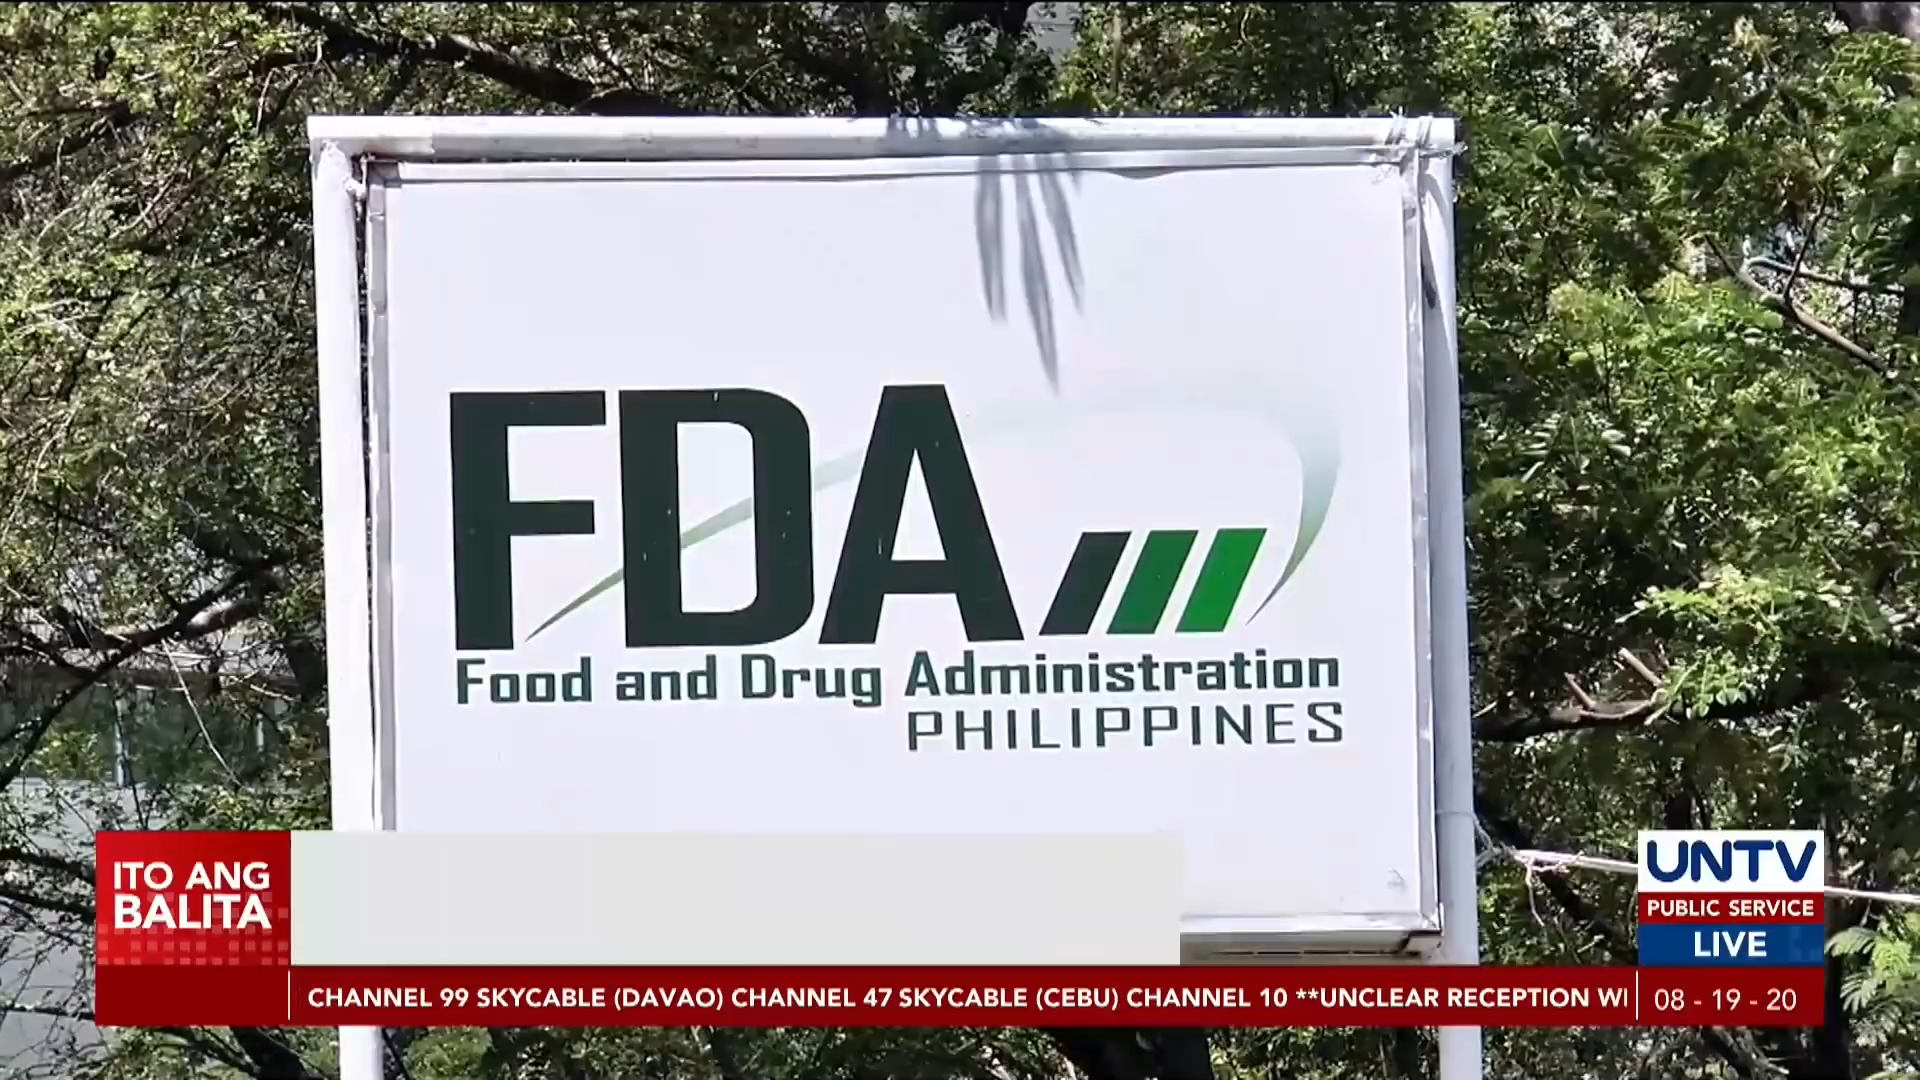 FDA
Food and Drug Administration
PHILIPPINES
ITO ANG
BALITA
UNTV
PUBLIC SERVICE
LIVE
CHANNEL 99 SKYCABLE (DAVAO) CHANNEL 47 SKYCABLE (CEBU) CHANNEL 10 **UNCLEAR RECEPTION
08 - 19 - 20